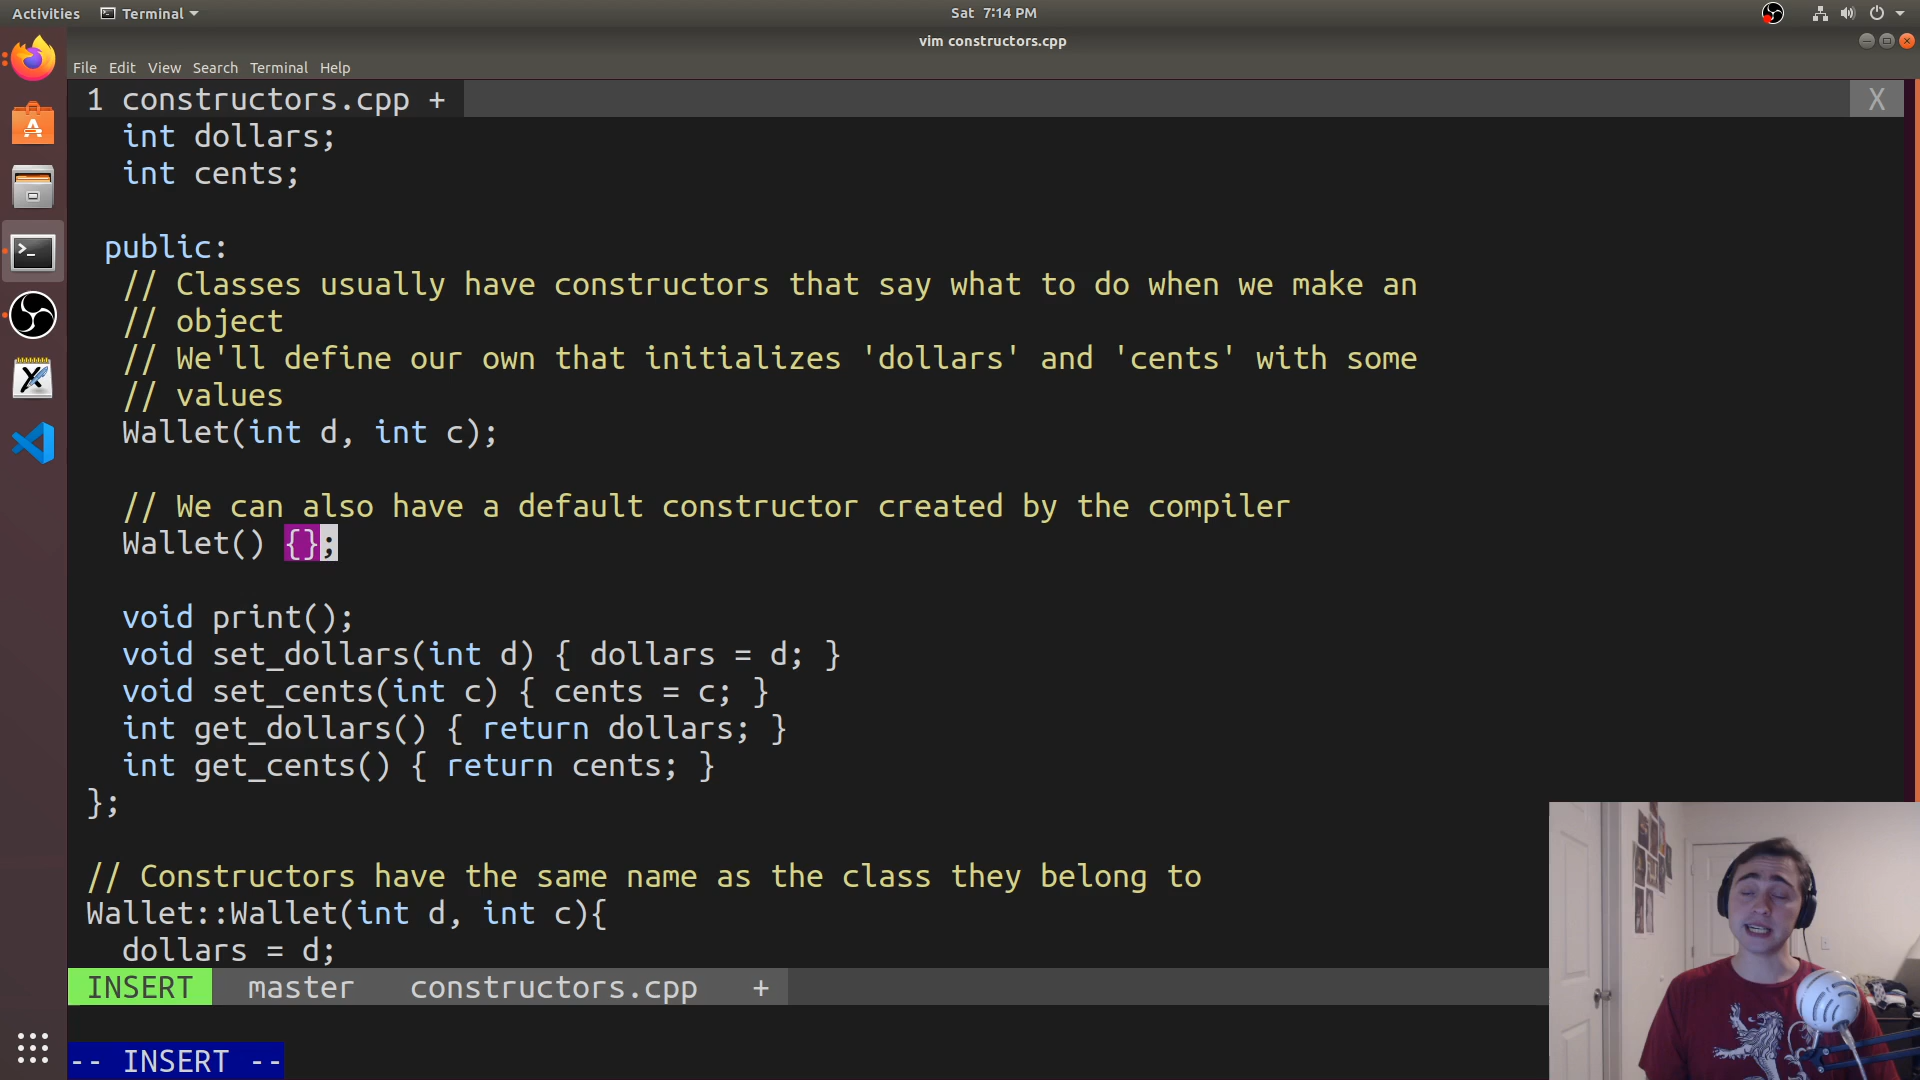 Activities
Terminal
Sat 7:14 PM
vim constructors.cpp
File Edit View Search Terminal Help
1 constructors.cpp +
X
int dollars;
int cents;
public:
// Classes usually have constructors that say what to do when we make an
// object
// We'll define our own that initializes 'dollars' and 'cents' with some
// values
Wallet(int d, int c);
// We can also have a default constructor created by the compiler
Wallet() {};
void print();
void set_dollars(int d) { dollars = d; }
void set_cents(int c) { cents = c; }
int get_dollars() { return dollars; }
int get_cents() { return cents; }
};
// Constructors have the same name as the class they belong to
Wallet::Wallet(int d, int c){
dollars = d;
INSERT master constructors.cpp +
-- INSERT --